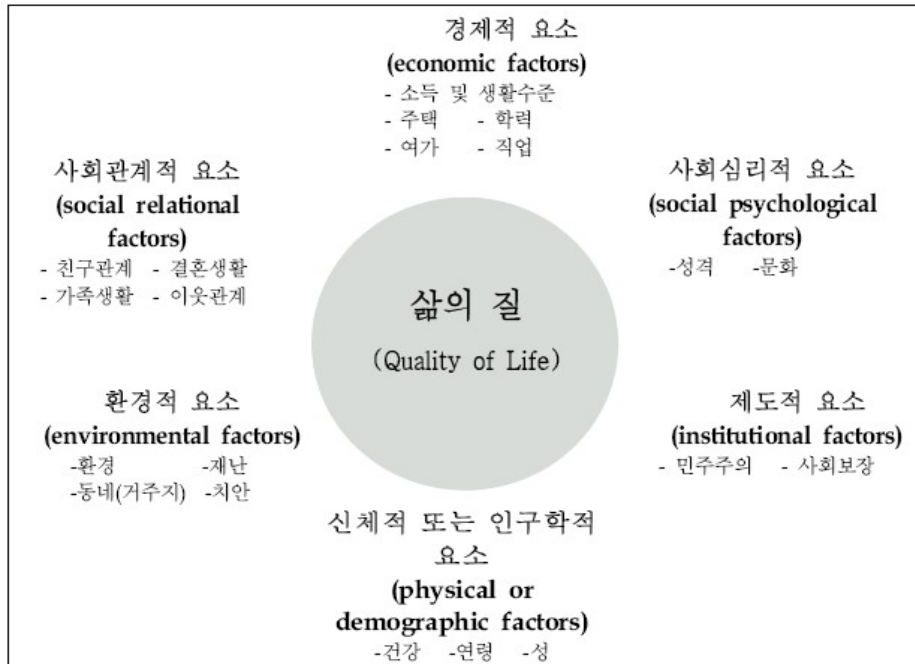 경제적 요소
(economic factors)
- 소득 및 생활수준
- 주택 - 학력
- 여가 - 직업
사회관계적 요소
(social relational
factors)
- 친구관계 - 결혼생활
- 가족생활 - 이웃관계
사회심리적 요소
(social psychological
factors)
-성격 -문화
삶의 질
(Quality of Life)
환경적 요소
(environmental factors)
-환경 -재난
-동네(거주지) -치안
제도적 요소
(institutional factors)
- 민주주의 - 사회보장
신체적 또는 인구학적
요소
(physical or
demographic factors)
-건강 -연령 -성